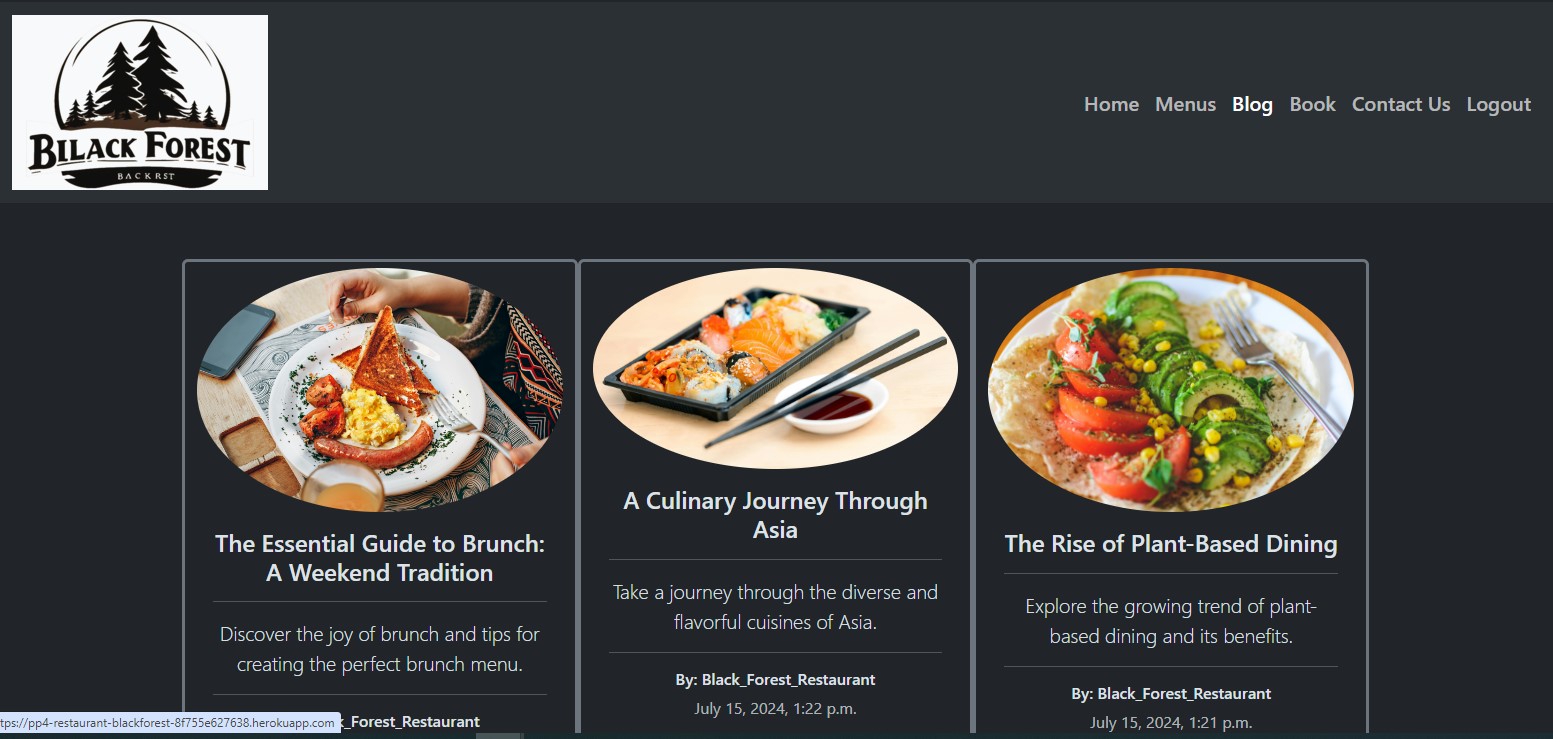 BILACK FOREST
BACKRST
Home Menus Blog Book Contact Us Logout
The Essential Guide to Brunch:
A Weekend Tradition
Discover the joy of brunch and tips for
creating the perfect brunch menu.
k_Forest_Restaurant
A Culinary Journey Through
Asia
Take a journey through the diverse and
flavorful cuisines of Asia.
By: Black_Forest_Restaurant
July 15, 2024, 1:22 p.m.
The Rise of Plant-Based Dining
Explore the growing trend of plant-
based dining and its benefits.
By: Black_Forest_Restaurant
July 15, 2024, 1:21 p.m.
tps://pp4-restaurant-blackforest-8f755e627638.herokuapp.com